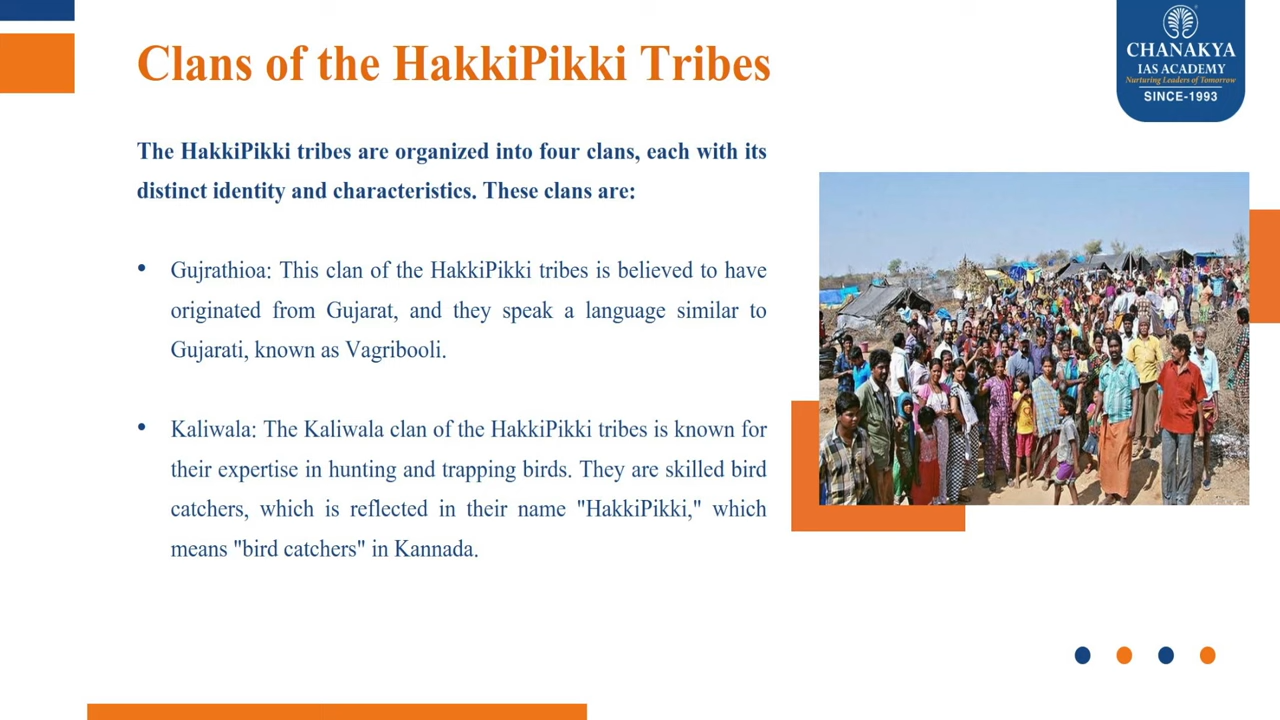 Clans of the HakkiPikki Tribes
CHANAKYA
IAS ACADEMY
Nurturing Leaders of Tomorrow
SINCE-1993
The HakkiPikki tribes are organized into four clans, each with its
distinct identity and characteristics. These clans are:
• Gujrathioa: This clan of the HakkiPikki tribes is believed to have
originated from Gujarat, and they speak a language similar to
Gujarati, known as Vagribooli.
• Kaliwala: The Kaliwala clan of the HakkiPikki tribes is known for
their expertise in hunting and trapping birds. They are skilled bird
catchers, which is reflected in their name "HakkiPikki," which
means "bird catchers" in Kannada.